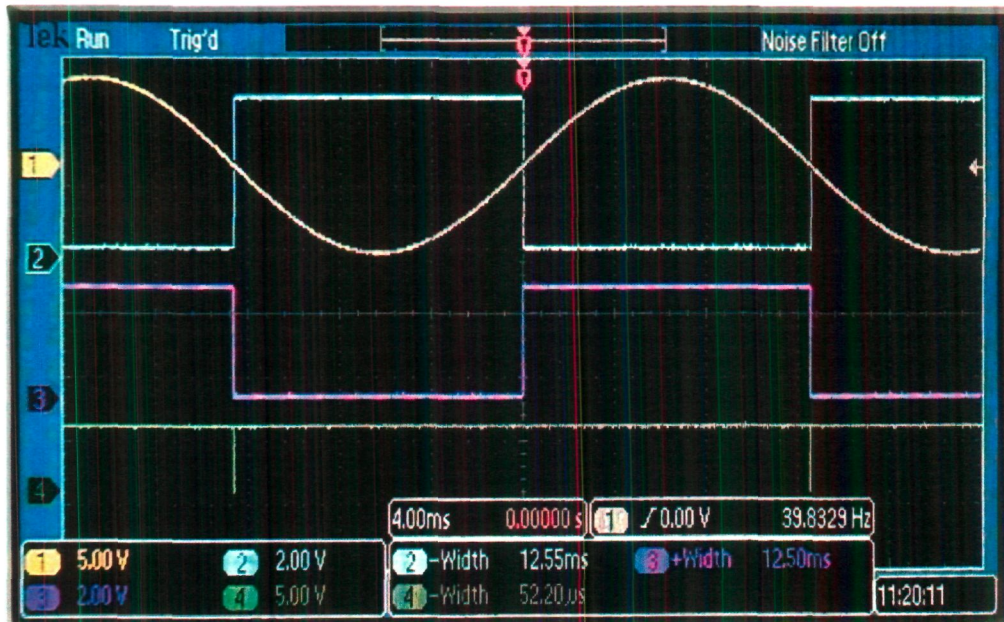 Tek Run Trig'd Noise Filter Off
T
T
1
2
3
4
4.00ms 0.00000 s 1 / 0.00 V 39.8329 Hz
1 5.00 V 2 2.00 V 2 -Width 12.55ms 3 +Width 12.50ms
3 2.00 V 4 5.00 V 4 -Width 52.20µs 11:20:11